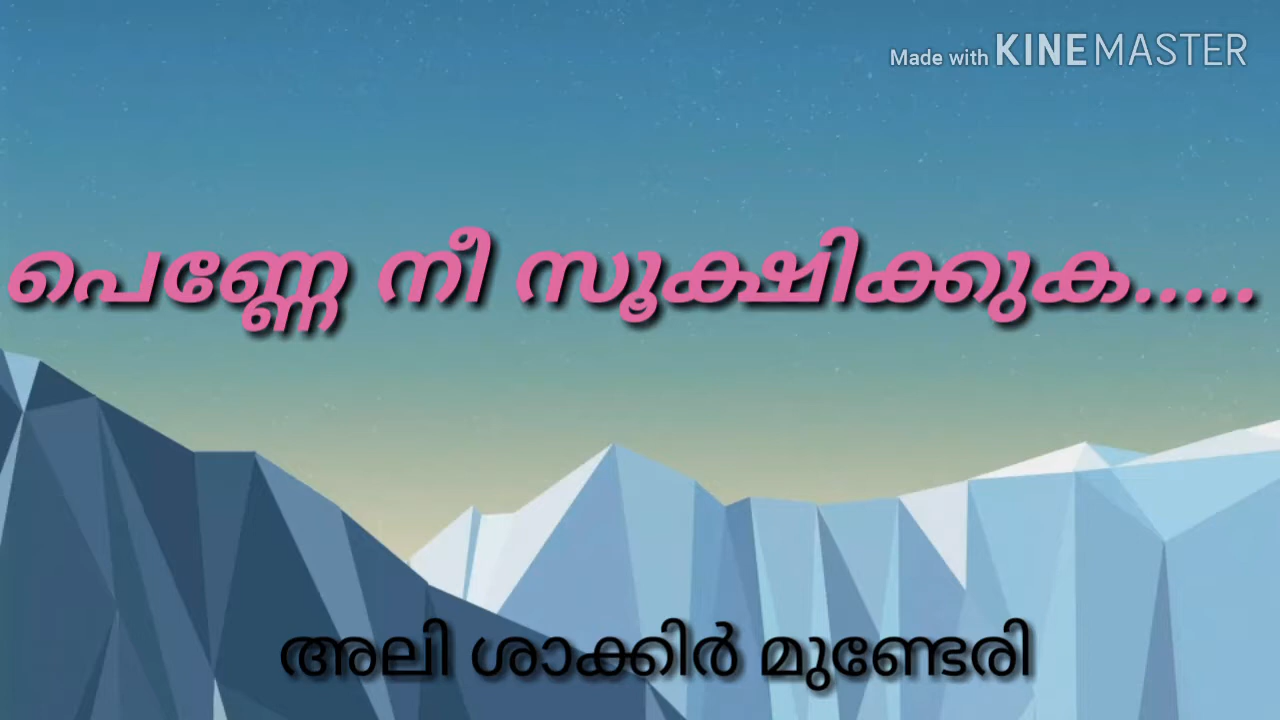 Made with KINEMASTER
പെണ്ണേ നീ സൂക്ഷിക്കുക.....
അലി ശാക്കിർ മുണ്ടേരി